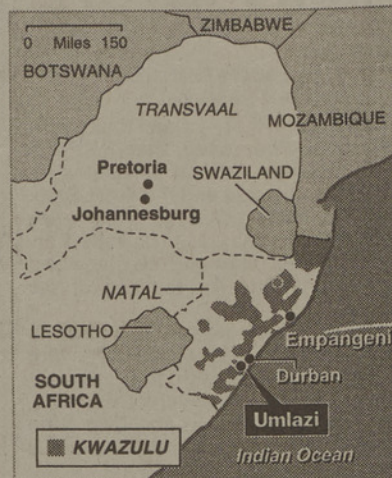 ZIMBABWE
0 Miles 150
BOTSWANA
TRANSVAAL
MOZAMBIQUE
Pretoria
SWAZILAND
Johannesburg
NATAL
LESOTHO
Empangeni
SOUTH
AFRICA
Durban
Umlazi
KWAZULU
Indian Ocean